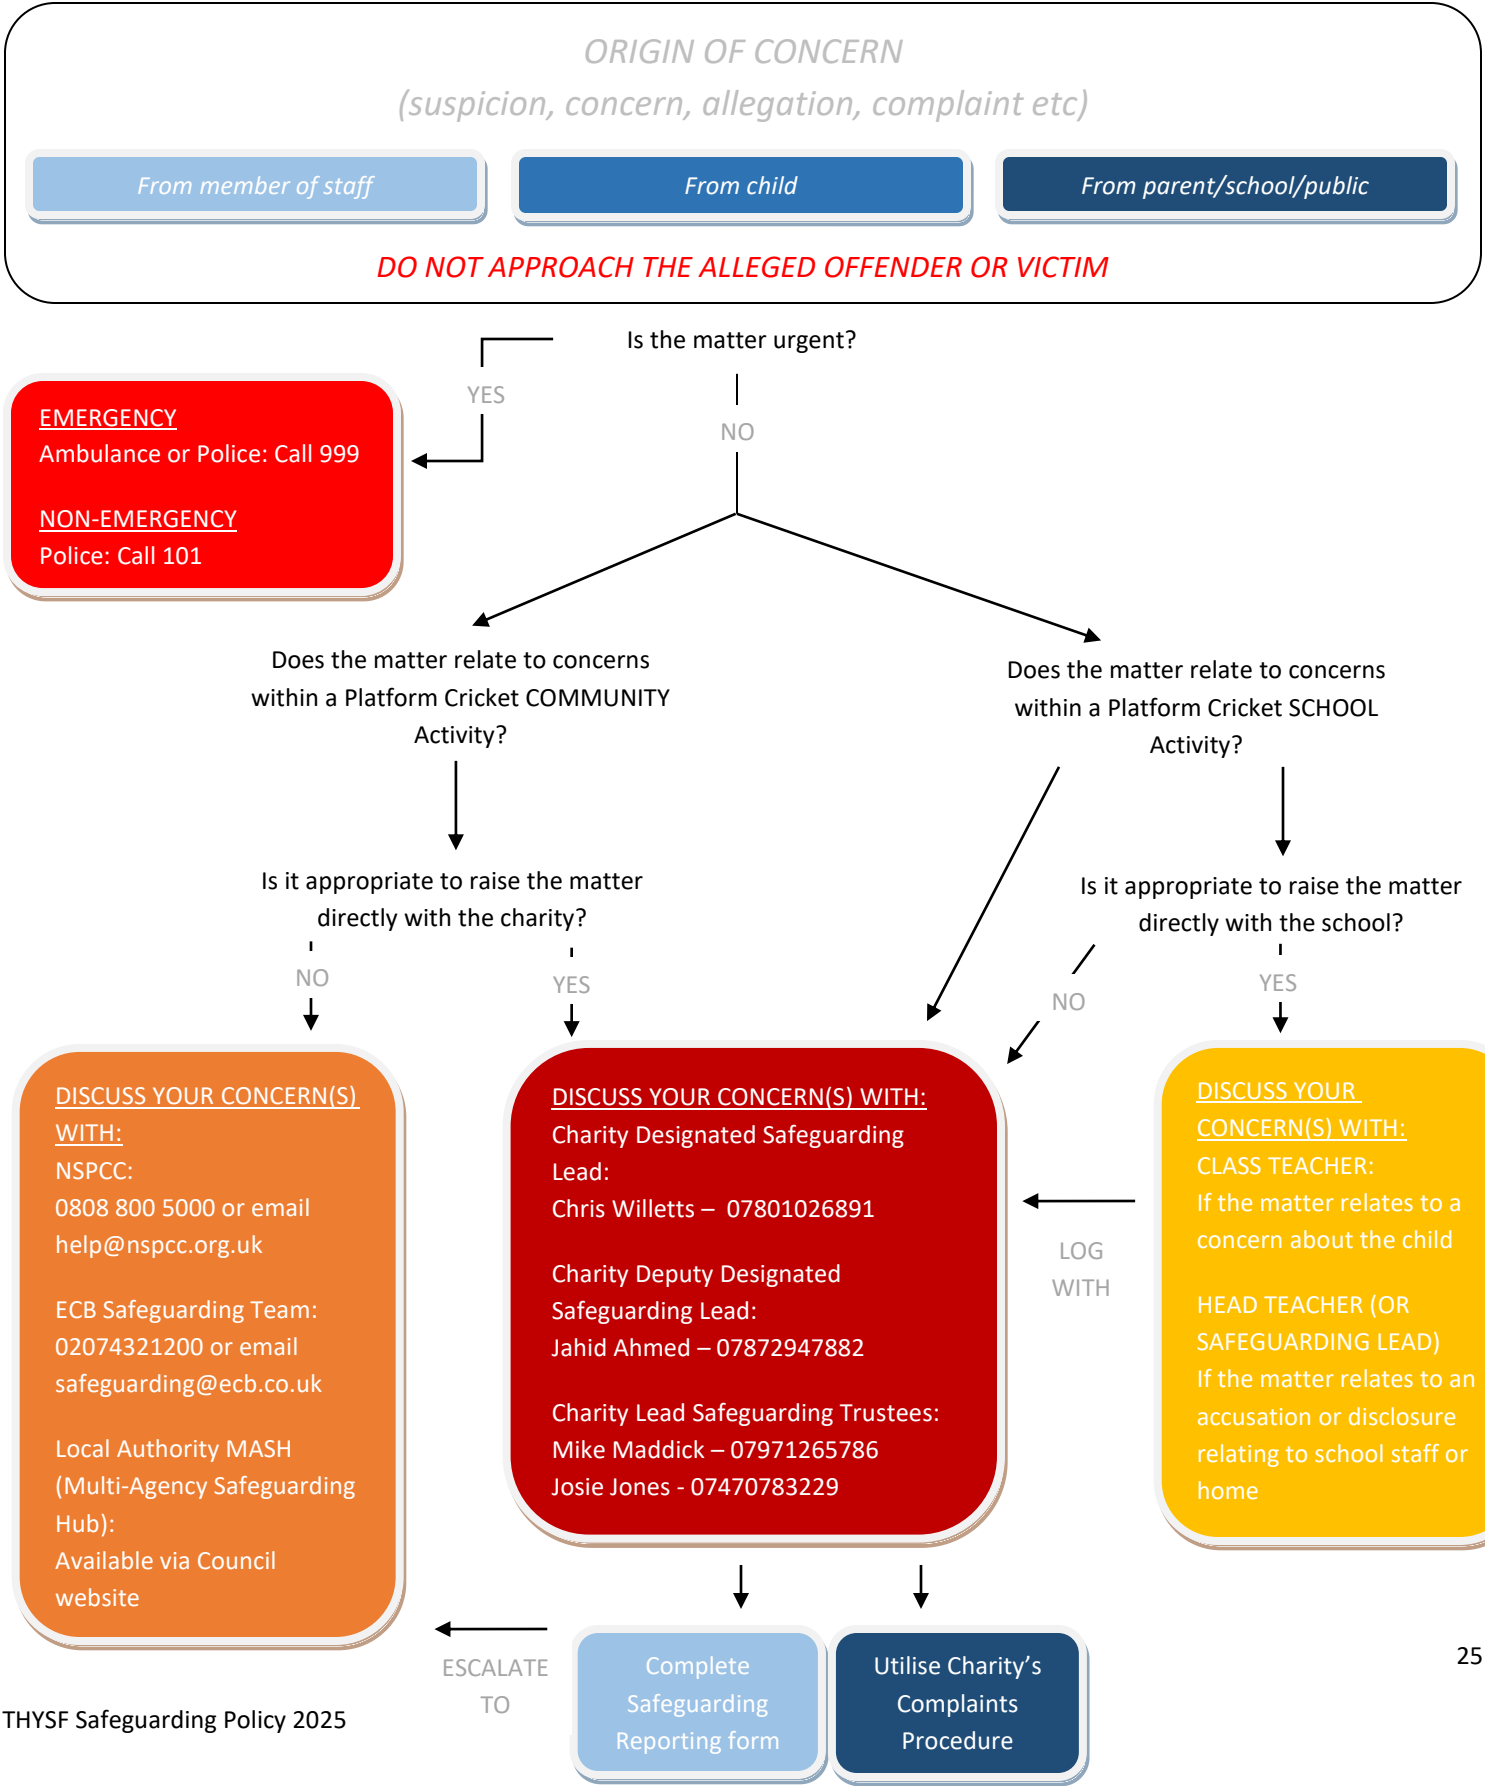 ORIGIN OF CONCERN
(suspicion, concern, allegation, complaint etc)
From member of staff
From child
From parent/school/public
DO NOT APPROACH THE ALLEGED OFFENDER OR VICTIM
Is the matter urgent?
YES
NO
EMERGENCY
Ambulance or Police: Call 999
NON-EMERGENCY
Police: Call 101
Does the matter relate to concerns
within a Platform Cricket COMMUNITY
Activity?
Does the matter relate to concerns
within a Platform Cricket SCHOOL
Activity?
Is it appropriate to raise the matter
directly with the charity?
Is it appropriate to raise the matter
directly with the school?
NO
YES
NO
YES
DISCUSS YOUR CONCERN(S)
WITH:
NSPCC:
0808 800 5000 or email
help@nspcc.org.uk
ECB Safeguarding Team:
02074321200 or email
safeguarding@ecb.co.uk
Local Authority MASH
(Multi-Agency Safeguarding
Hub):
Available via Council
website
DISCUSS YOUR CONCERN(S) WITH:
Charity Designated Safeguarding
Lead:
Chris Willetts – 07801026891
Charity Deputy Designated
Safeguarding Lead:
Jahid Ahmed – 07872947882
Charity Lead Safeguarding Trustees:
Mike Maddick – 07971265786
Josie Jones - 07470783229
LOG
WITH
DISCUSS YOUR
CONCERN(S) WITH:
CLASS TEACHER:
If the matter relates to a
concern about the child
HEAD TEACHER (OR
SAFEGUARDING LEAD)
If the matter relates to an
accusation or disclosure
relating to school staff or
home
ESCALATE
TO
Complete
Safeguarding
Reporting form
Utilise Charity’s
Complaints
Procedure
25
THYSF Safeguarding Policy 2025